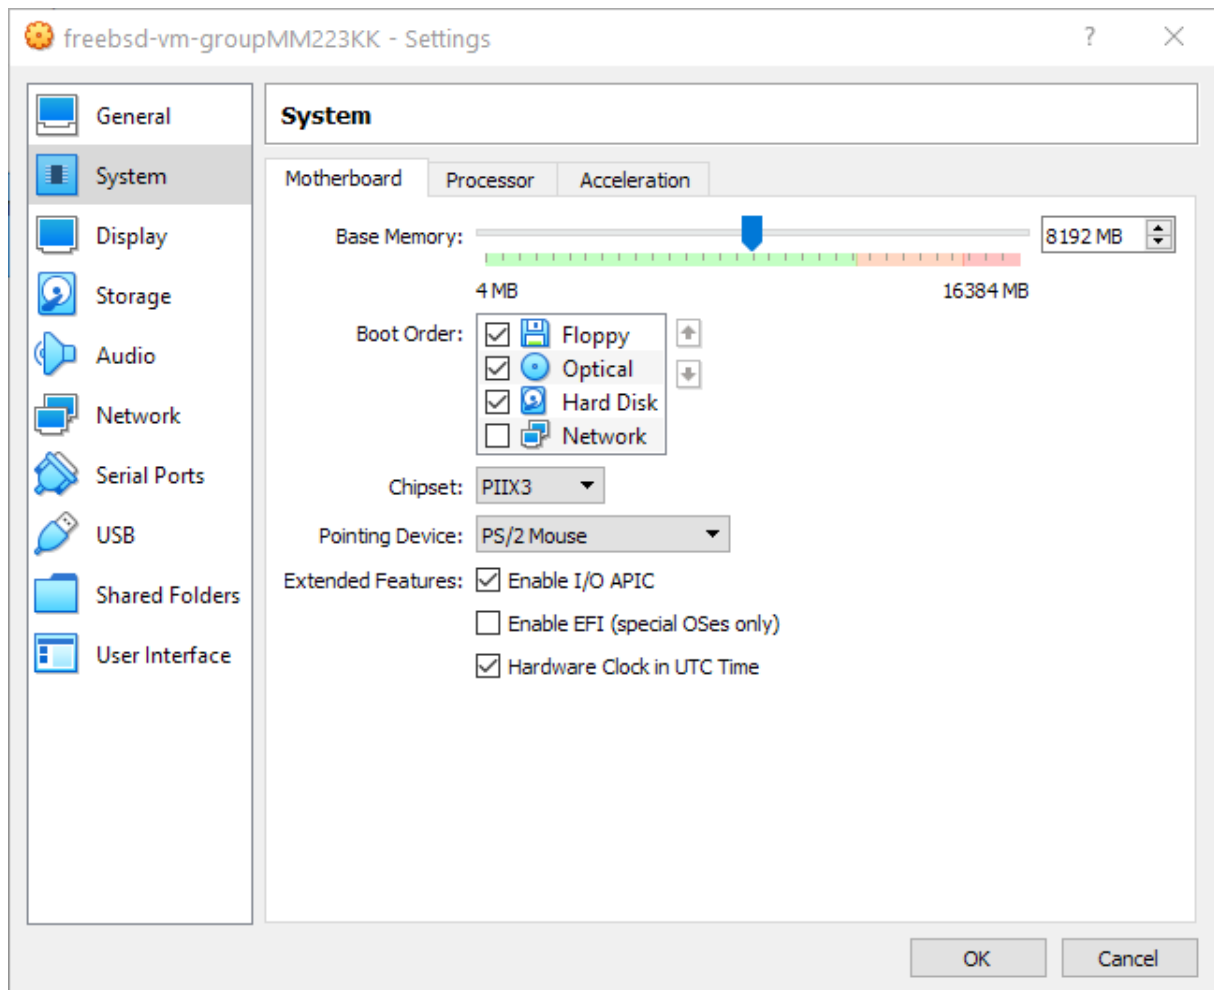 freebsd-vm-groupMM223KK - Settings
?
General
System
Display
Storage
Audio
Network
Serial Ports
USB
Shared Folders
User Interface
System
Motherboard Processor Acceleration
Base Memory: 8192 MB
4 MB 16384 MB
Boot Order: Floppy
Optical
Hard Disk
Network
Chipset: PIIX3
Pointing Device: PS/2 Mouse
Extended Features: Enable I/O APIC
Enable EFI (special OSes only)
Hardware Clock in UTC Time
OK Cancel